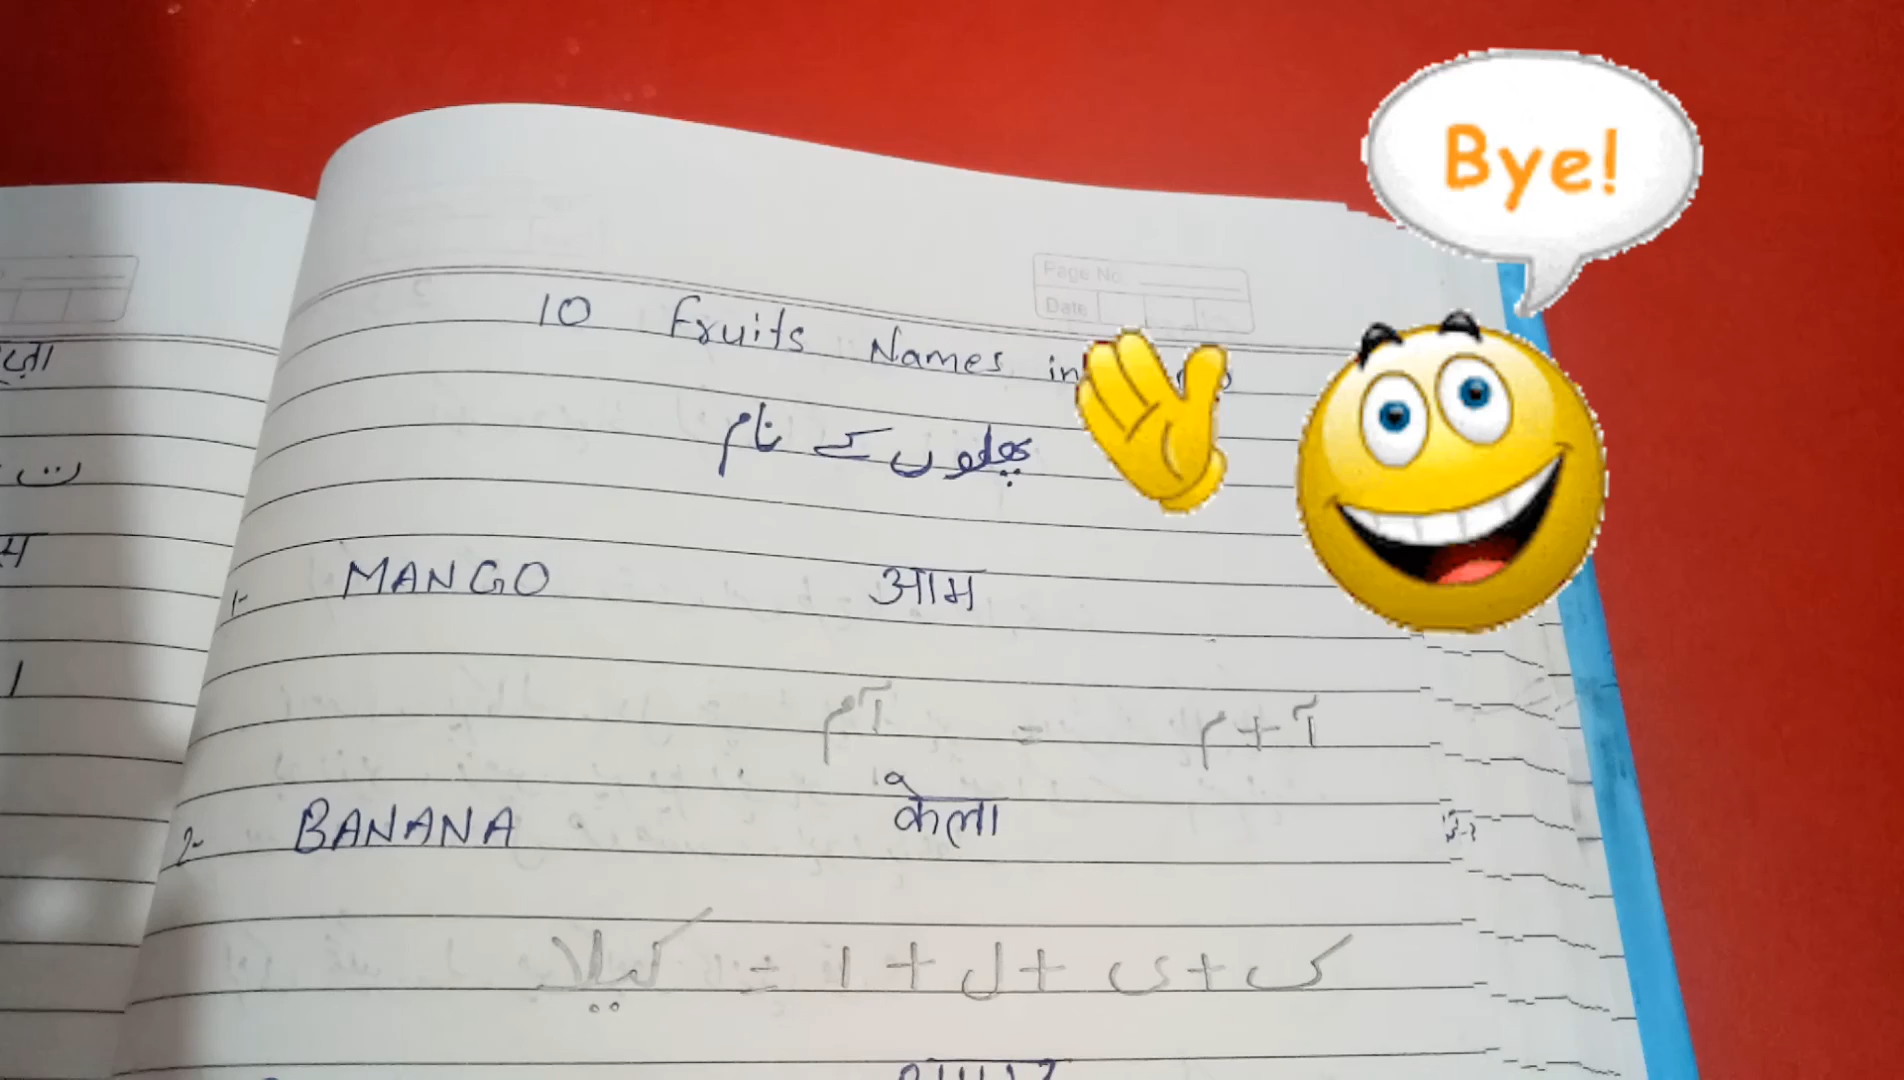 Bye!
Page No.
Date
10 Fruits Names in
پھلوں کے نام
1- MANGO आम
آ + م = آم
2- BANANA केला
ک + ی + ل + ا = کیلا